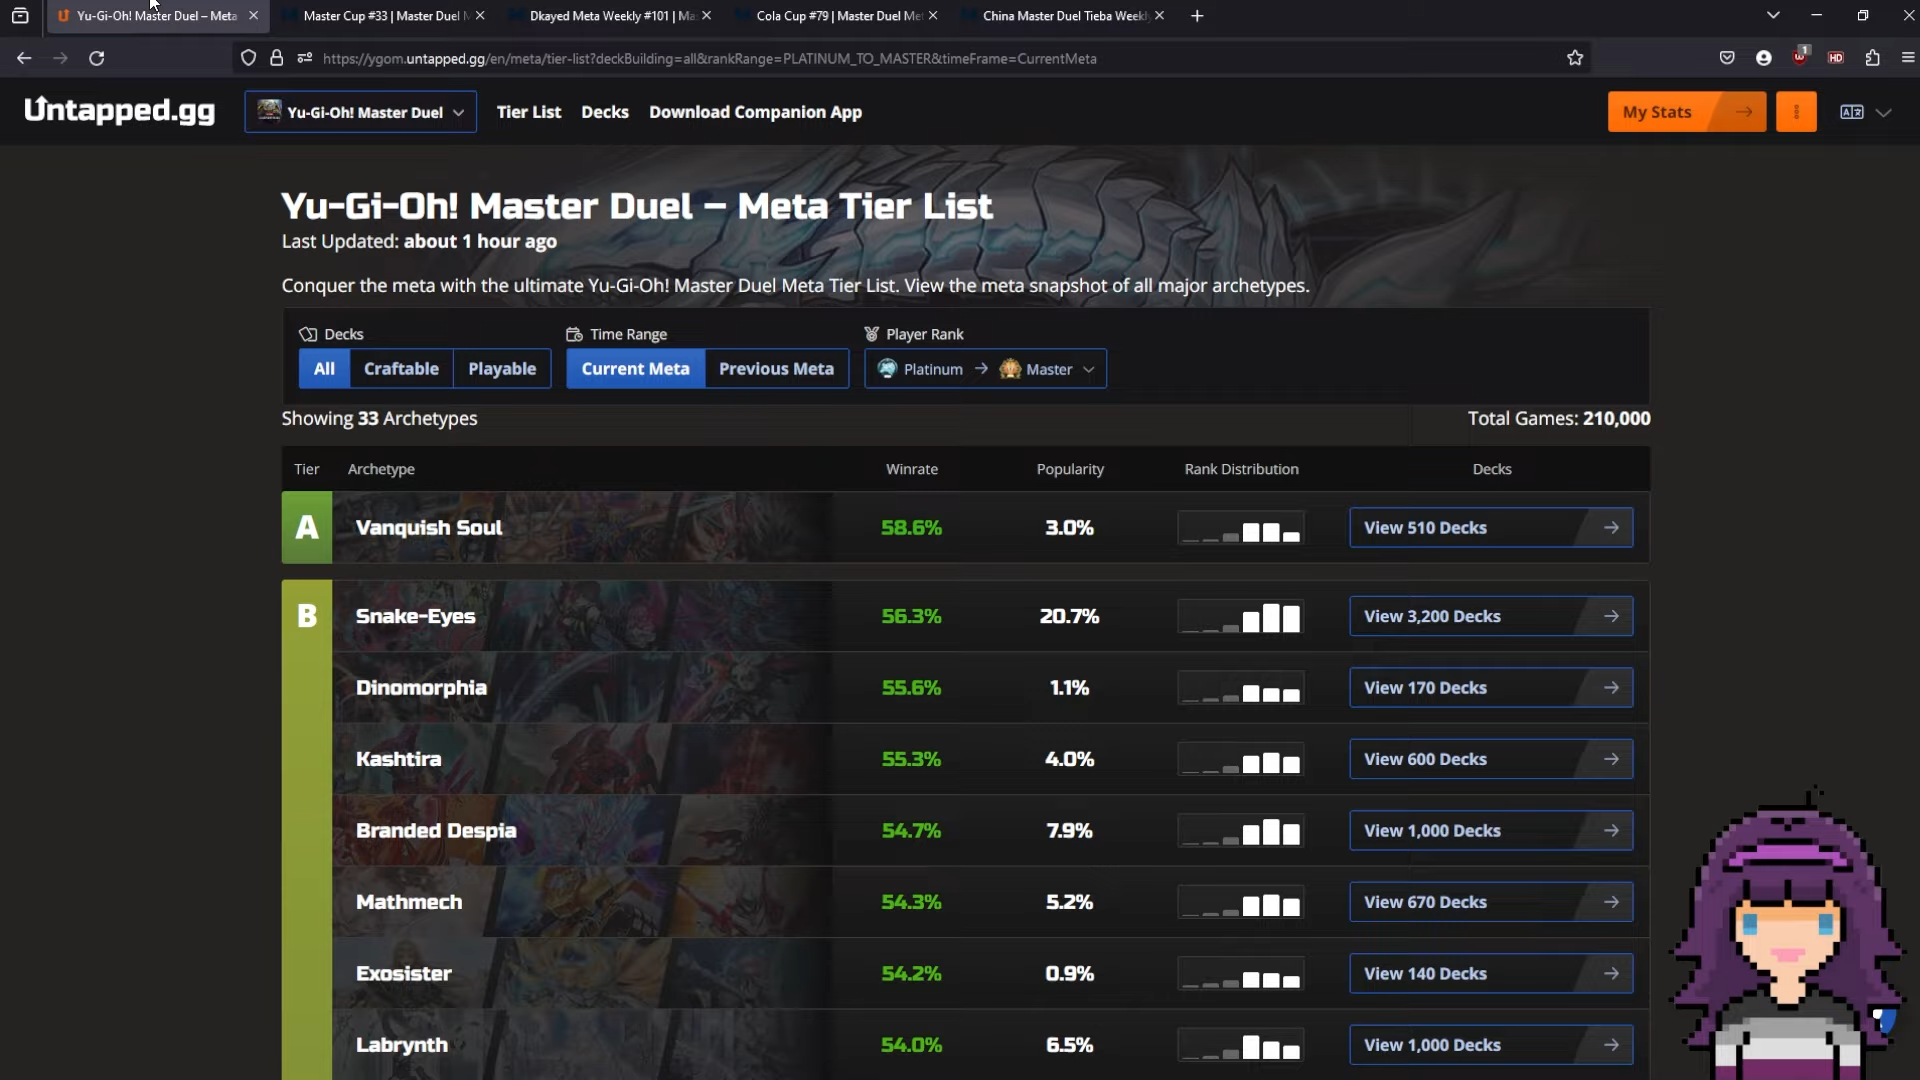 Yu-Gi-Oh! Master Duel – Meta
Master Cup #33 | Master Duel
Dkayed Meta Weekly #101 | Ma
Cola Cup #79 | Master Duel Me
China Master Duel Tieba Weekl
https://ygom.untapped.gg/en/meta/tier-list?deckBuilding=all&rankRange=PLATINUM_TO_MASTER&timeFrame=CurrentMeta
1
HD
Untapped.gg
Yu-Gi-Oh! Master Duel
Tier List
Decks
Download Companion App
My Stats
Yu-Gi-Oh! Master Duel – Meta Tier List
Last Updated: about 1 hour ago
Conquer the meta with the ultimate Yu-Gi-Oh! Master Duel Meta Tier List. View the meta snapshot of all major archetypes.
Decks
Time Range
Player Rank
All
Craftable
Playable
Current Meta
Previous Meta
Platinum → Master
Showing 33 Archetypes
Total Games: 210,000
Tier Archetype Winrate Popularity Rank Distribution Decks
A Vanquish Soul 58.6% 3.0% View 510 Decks
B Snake-Eyes 56.3% 20.7% View 3,200 Decks
Dinomorphia 55.6% 1.1% View 170 Decks
Kashtira 55.3% 4.0% View 600 Decks
Branded Despia 54.7% 7.9% View 1,000 Decks
Mathmech 54.3% 5.2% View 670 Decks
Exosister 54.2% 0.9% View 140 Decks
Labrynth 54.0% 6.5% View 1,000 Decks